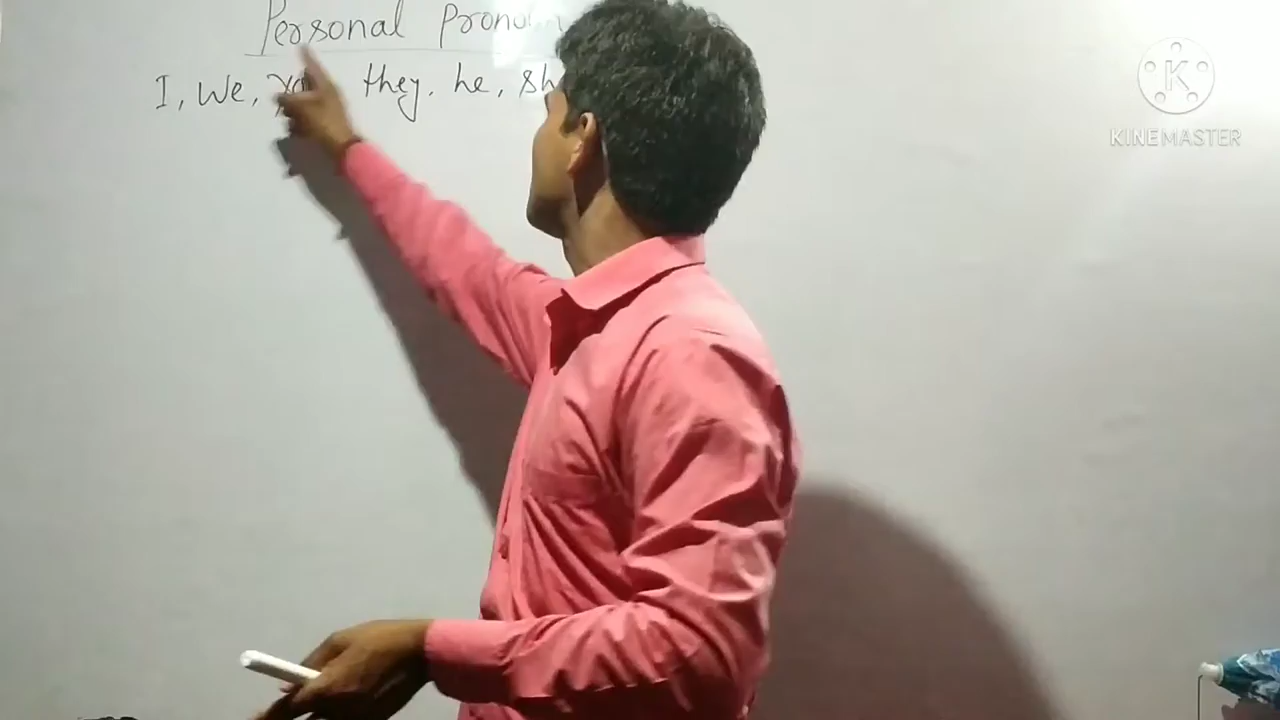 Personal
I, We, they. he,
K
KINEMASTER